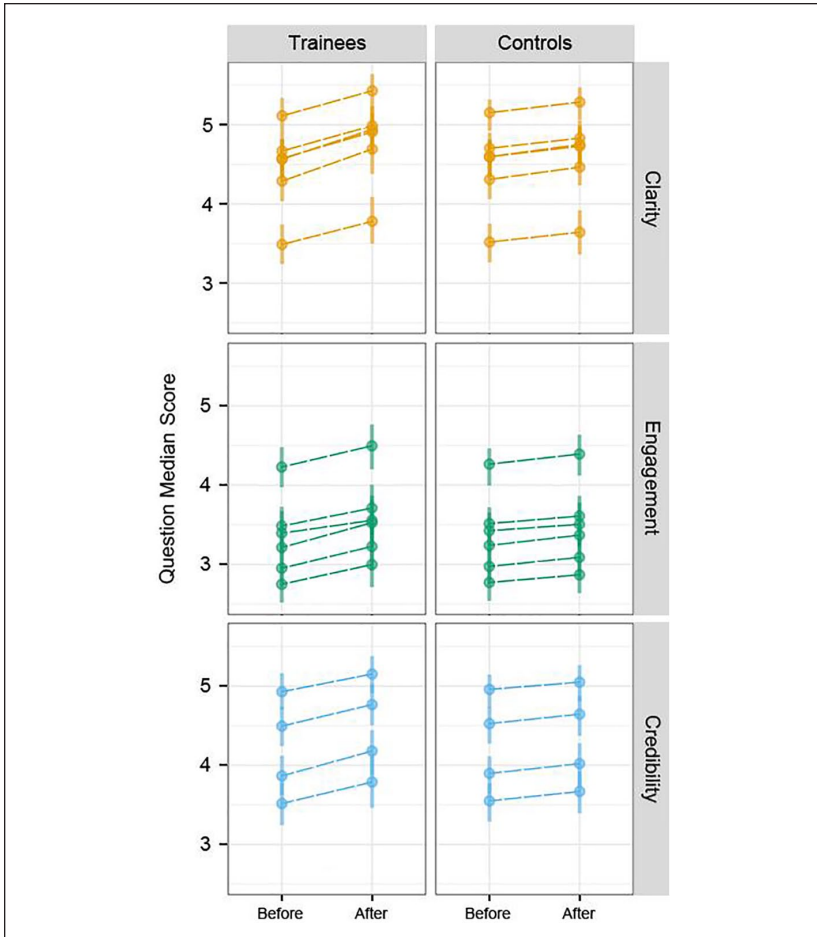 Trainees
Controls
Question Median Score
5
4
3
Clarity
5
4
3
Engagement
5
4
3
Credibility
Before
After
Before
After